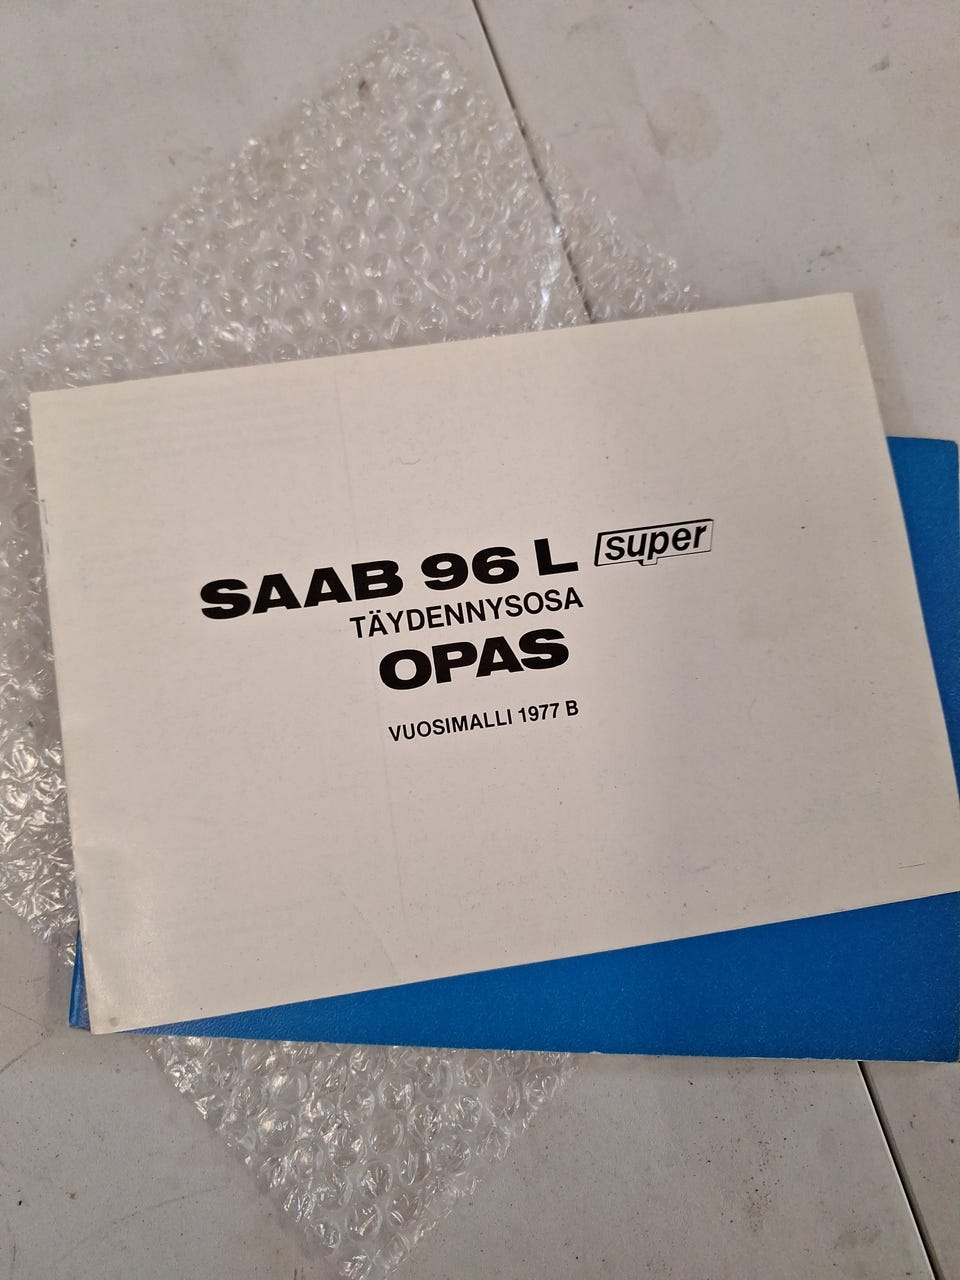 SAAB 96 L super
TÄYDENNYSOSA
OPAS
VUOSIMALLI 1977 B